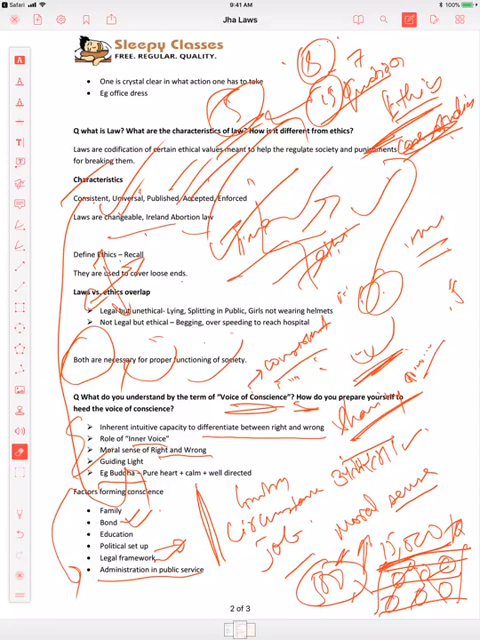 Safari
9:41 AM
100%
Jha Laws
Sleepy Classes
FREE. REGULAR. QUALITY.
• One is crystal clear in what action one has to take
• Eg office dress
Q what is Law? What are the characteristics of law? How is it different from ethics?
Laws are codification of certain ethical values meant to help the regulate society and punishments
for breaking them.
Characteristics
Consistent, Universal, Published, Accepted, Enforced
Laws are changeable, Ireland Abortion law
Define Ethics – Recall
They are used to cover loose ends.
Laws vs. ethics overlap
• Legal but unethical- Lying, Splitting in Public, Girls not wearing helmets
• Not Legal but ethical – Begging, over speeding to reach hospital
Both are necessary for proper functioning of society.
Q What do you understand by the term of "Voice of Conscience"? How do you prepare yourself to
heed the voice of conscience?
• Inherent intuitive capacity to differentiate between right and wrong
• Role of "Inner Voice"
• Moral sense of Right and Wrong
• Guiding Light
• Eg Buddha – Pure heart + calm + well directed
Factors forming conscience
• Family
• Bond
• Education
• Political set up
• Legal framework
• Administration in public service
Ethics
Case studies
Circumstance
Job.
moral sense
15,000
500
2 of 3